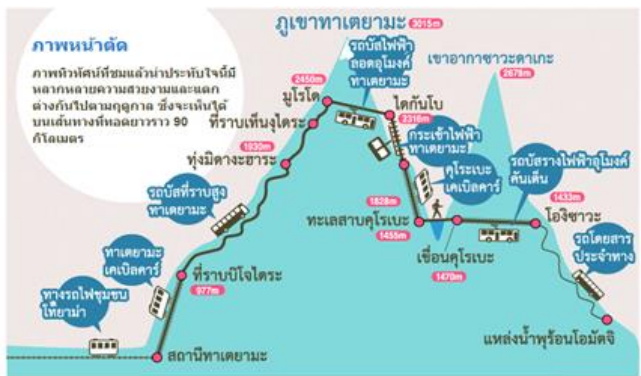 ภาพหน้าตัด
ภาพทิวทัศน์ที่ชมแล้วน่าประทับใจนี้มี
หลากหลายความสวยงามและแตก
ต่างกันไปตามฤดูกาล ซึ่งจะเห็นได้
บนเส้นทางที่ทอดยาวราว 90
กิโลเมตร
ภูเขาทาเตยามะ
3015m
รถบัสไฟฟ้า
ลอดอุโมงค์
ทาเตยามะ
เขาอากาซาวะดาเกะ
2678m
2450m
มูโรโด
ไดกันโบ
2316m
ที่ราบเท็นงุไดระ
กระเช้าไฟฟ้า
ทาเตยามะ
1930m
ทุ่งมิดางะฮาระ
คุโระเบะ
เคเบิลคาร์
รถบัสรางไฟฟ้าอุโมงค์
คันเด็น
รถบัสที่ราบสูง
ทาเตยามะ
1828m
1433m
ทะเลสาบคุโรเบะ
1455m
โองิซาวะ
เขื่อนคุโรเบะ
1470m
รถโดยสาร
ประจำทาง
ทาเตยามะ
เคเบิลคาร์
ที่ราบบิโจไดระ
977m
ทางรถไฟชุมชน
โทยาม่า
แหล่งน้ำพุร้อนโอมัตจิ
สถานีทาเตยามะ